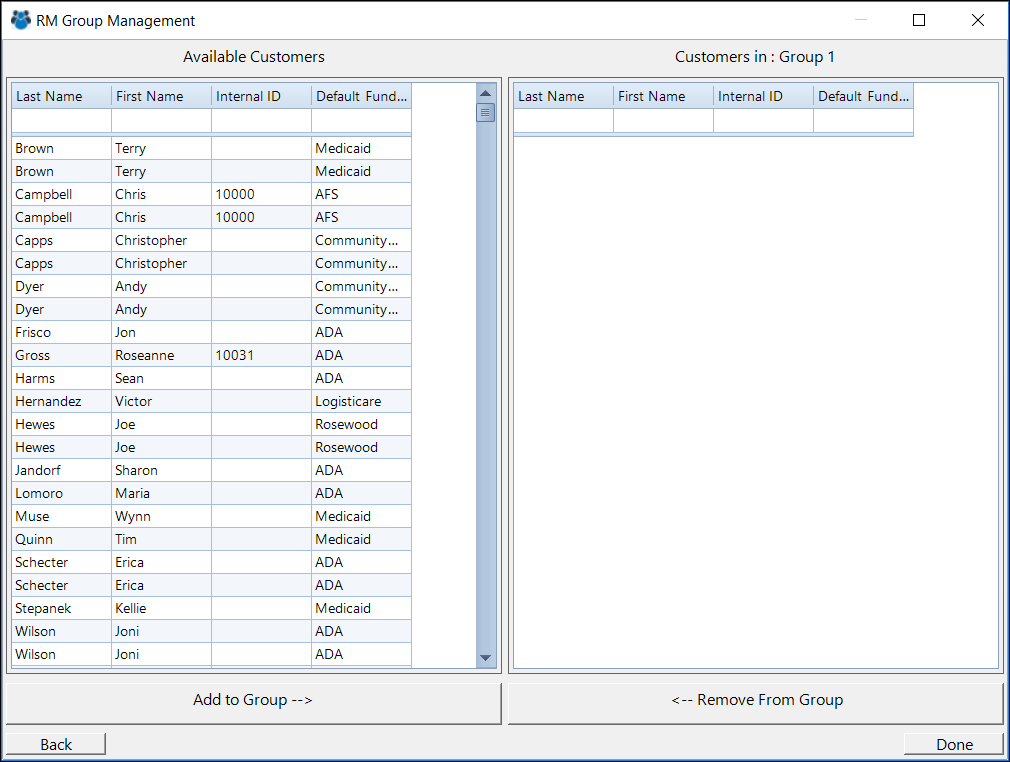 RM Group Management
Available Customers
Last Name First Name Internal ID Default Fund...
Brown Terry Medicaid
Brown Terry Medicaid
Campbell Chris 10000 AFS
Campbell Chris 10000 AFS
Capps Christopher Community...
Capps Christopher Community...
Dyer Andy Community...
Dyer Andy Community...
Frisco Jon ADA
Gross Roseanne 10031 ADA
Harms Sean ADA
Hernandez Victor Logisticare
Hewes Joe Rosewood
Hewes Joe Rosewood
Jandorf Sharon ADA
Lomoro Maria ADA
Muse Wynn Medicaid
Quinn Tim Medicaid
Schecter Erica ADA
Schecter Erica ADA
Stepanek Kellie Medicaid
Wilson Joni ADA
Wilson Joni ADA
Add to Group -->
Customers in : Group 1
Last Name First Name Internal ID Default Fund...
<-- Remove From Group
Back
Done